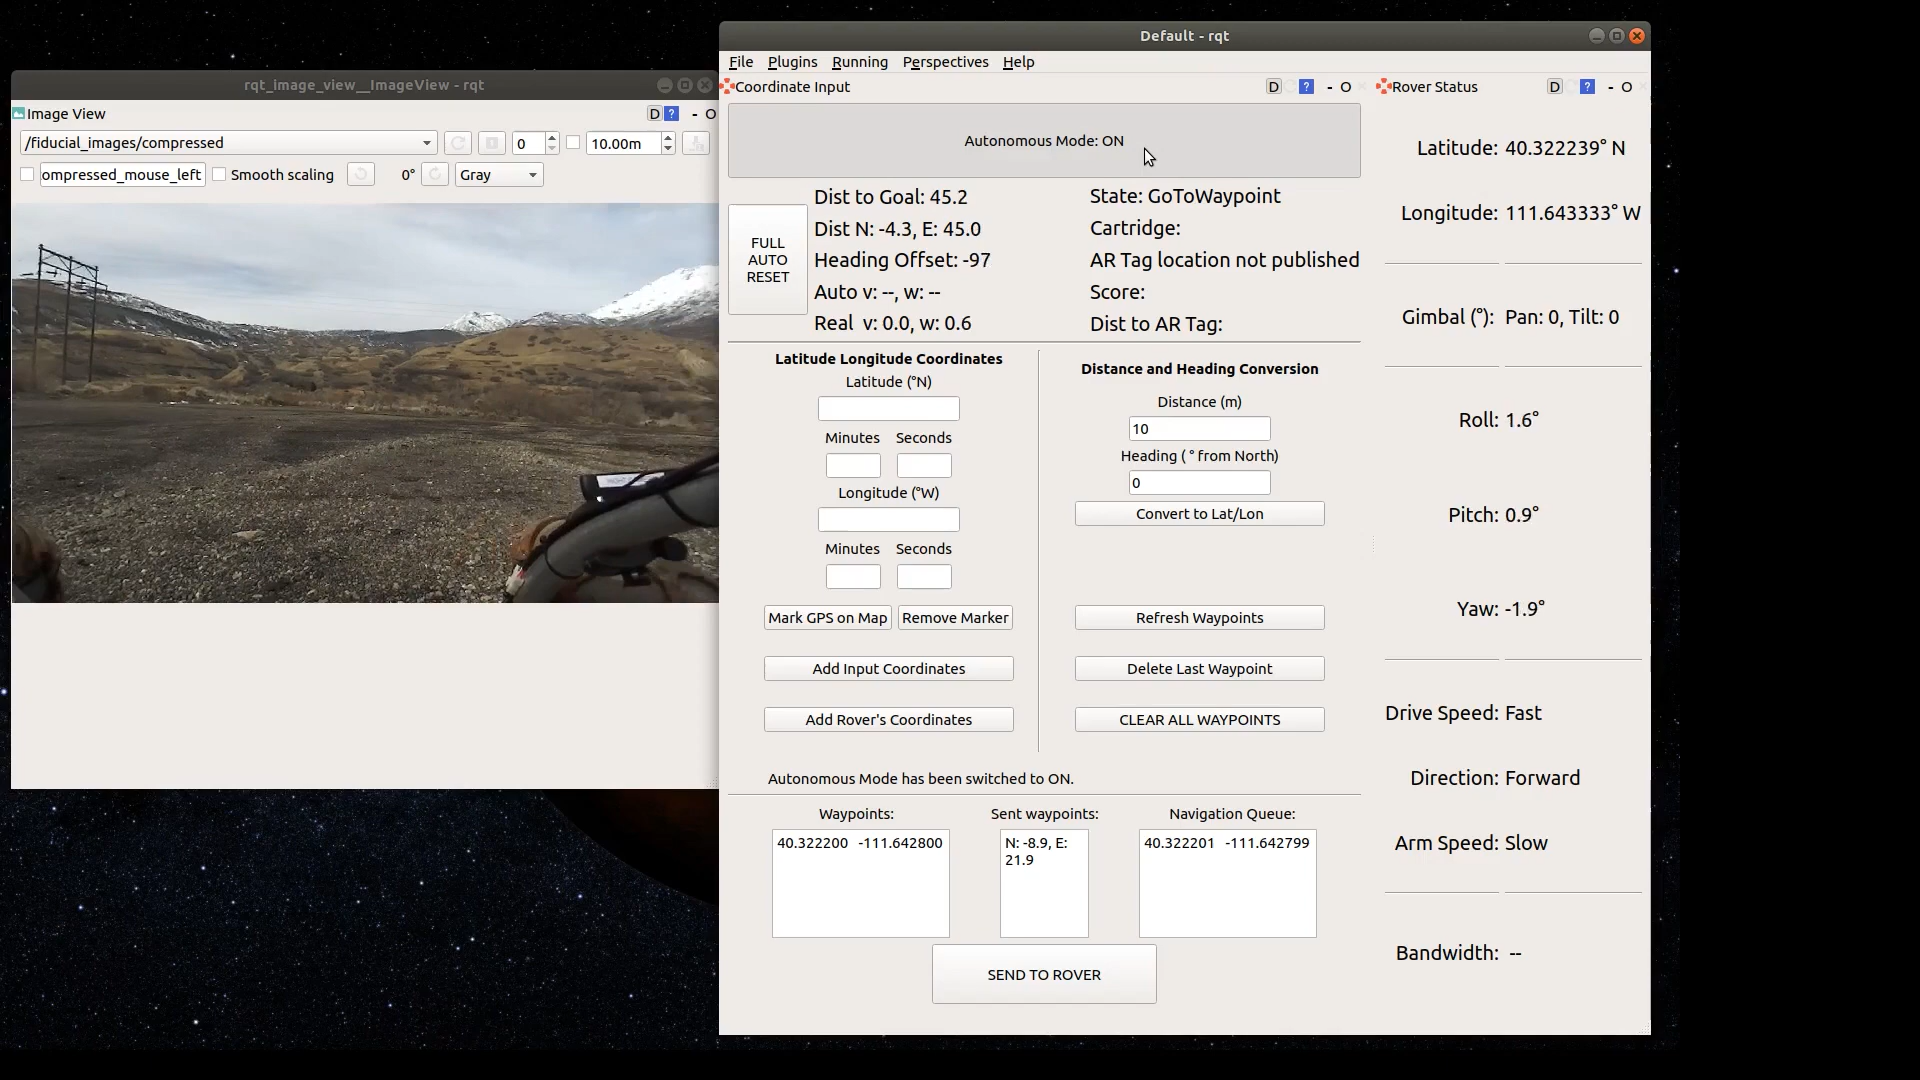 rqt_image_view__ImageView - rqt
Image View
D ? - O
/fiducial_images/compressed
0
10.00m
ompressed_mouse_left
Smooth scaling
0°
Gray
Default - rqt
File Plugins Running Perspectives Help
Coordinate Input
D ? - O
Autonomous Mode: ON
FULL
AUTO
RESET
Dist to Goal: 45.2
Dist N: -4.3, E: 45.0
Heading Offset: -97
Auto v: --, w: --
Real v: 0.0, w: 0.6
State: GoToWaypoint
Cartridge:
AR Tag location not published
Score:
Dist to AR Tag:
Latitude Longitude Coordinates
Latitude (°N)
Minutes Seconds
Longitude (°W)
Minutes Seconds
Mark GPS on Map Remove Marker
Add Input Coordinates
Add Rover's Coordinates
Distance and Heading Conversion
Distance (m)
10
Heading ( ° from North)
0
Convert to Lat/Lon
Refresh Waypoints
Delete Last Waypoint
CLEAR ALL WAYPOINTS
Autonomous Mode has been switched to ON.
Waypoints:
40.322200 -111.642800
Sent waypoints:
N: -8.9, E:
21.9
Navigation Queue:
40.322201 -111.642799
SEND TO ROVER
Rover Status
D ? - O
Latitude: 40.322239° N
Longitude: 111.643333° W
Gimbal (°): Pan: 0, Tilt: 0
Roll: 1.6°
Pitch: 0.9°
Yaw: -1.9°
Drive Speed: Fast
Direction: Forward
Arm Speed: Slow
Bandwidth: --